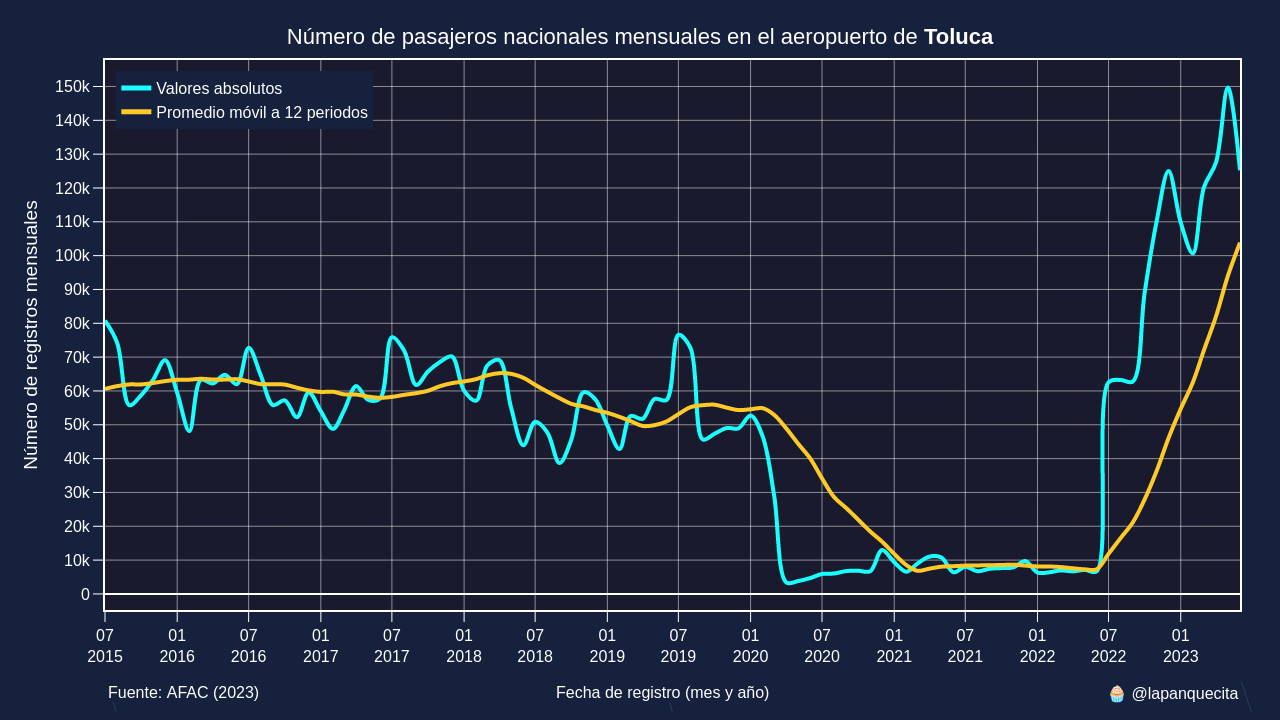 Número de pasajeros nacionales mensuales en el aeropuerto de Toluca
Valores absolutos
Promedio móvil a 12 periodos
Número de registros mensuales
150k
140k
130k
120k
110k
100k
90k
80k
70k
60k
50k
40k
30k
20k
10k
0
07 01 07 01 07 01 07 01 07 01 07 01 07 01 07 01
2015 2016 2016 2017 2017 2018 2018 2019 2019 2020 2020 2021 2021 2022 2022 2023
Fuente: AFAC (2023) Fecha de registro (mes y año) 🧁 @lapanquecita